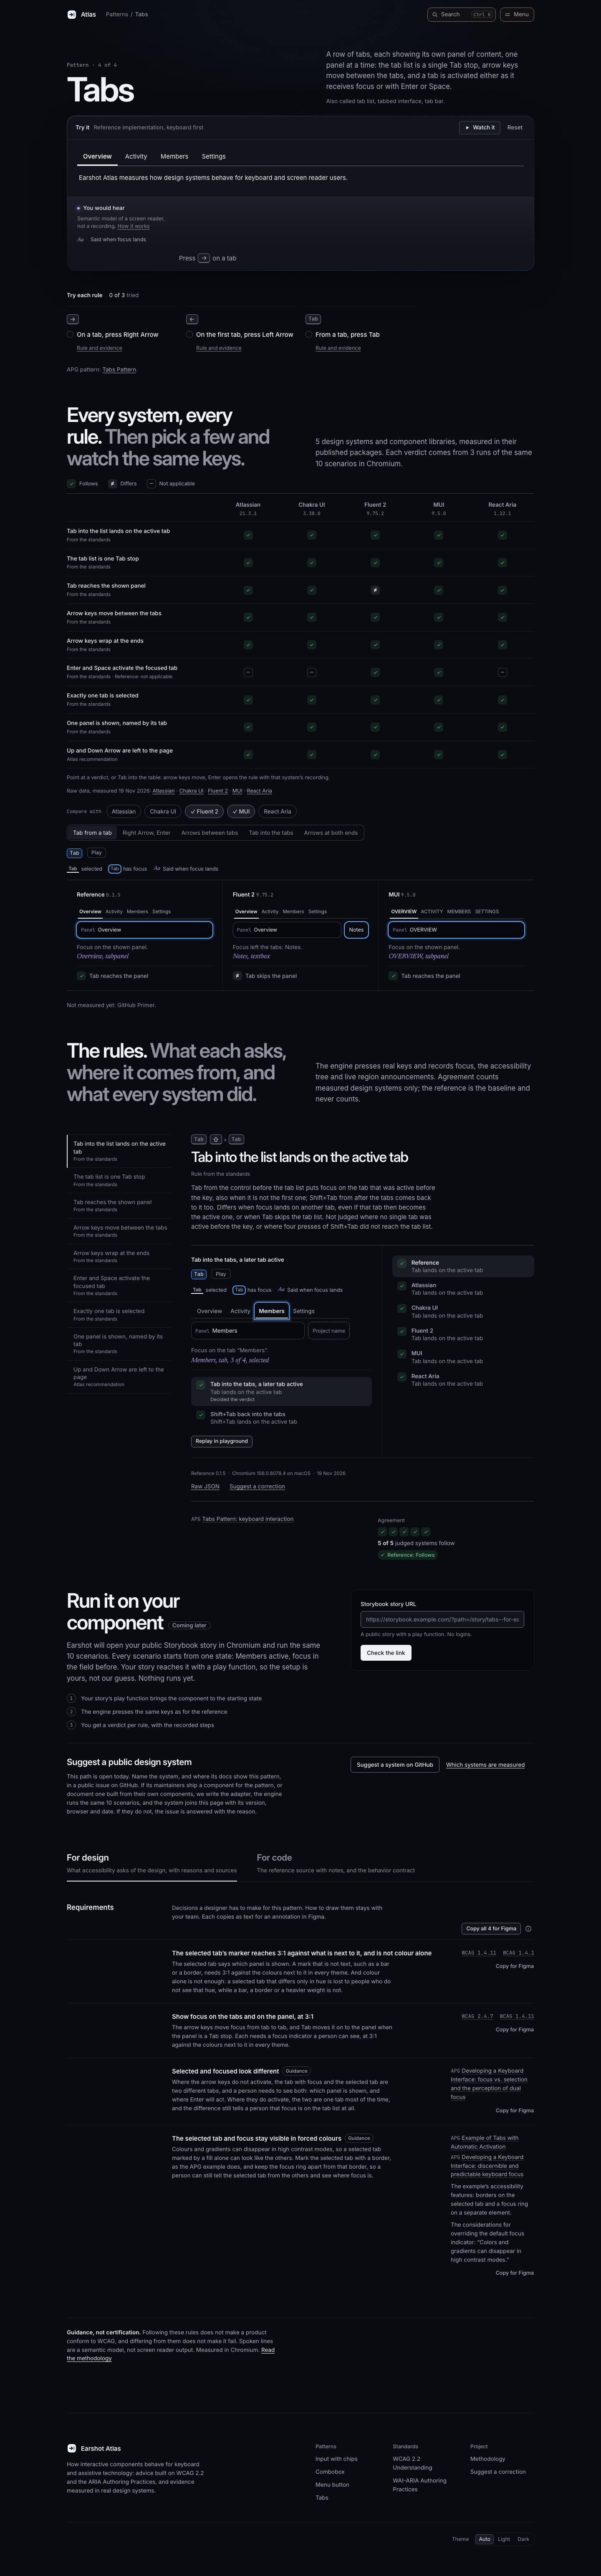 Atlas
Patterns / Tabs
Search Ctrl K
Menu
Pattern · 4 of 4
Tabs
A row of tabs, each showing its own panel of content, one
panel at a time: the tab list is a single Tab stop, arrow keys
move between the tabs, and a tab is activated either as it
receives focus or with Enter or Space.
Also called tab list, tabbed interface, tab bar.
Try it Reference implementation, keyboard first
Watch it
Reset
Overview Activity Members Settings
Earshot Atlas measures how design systems behave for keyboard and screen reader users.
You would hear
Semantic model of a screen reader,
not a recording. How it works
Aa Said when focus lands
Press → on a tab
Try each rule 0 of 3 tried
→
On a tab, press Right Arrow
Rule and evidence
←
On the first tab, press Left Arrow
Rule and evidence
Tab
From a tab, press Tab
Rule and evidence
APG pattern: Tabs Pattern
Every system, every
rule. Then pick a few and
watch the same keys.
5 design systems and component libraries, measured in their
published examples. Each verdict comes from 3 runs of the same
10 scenarios in Chromium.
Follows
≠ Differs
– Not applicable
Atlassian Chakra UI Fluent 2 MUI React Aria
21.3.1 3.38.0 9.75.2 9.5.0 1.22.1
Tab into the tab list lands on the active tab
From the standards
The tab list is one Tab stop
From the standards
Tab reaches the shown panel
From the standards
Arrow keys move between the tabs
From the standards
Arrow keys wrap at the ends
From the standards
Enter and Space activate the focused tab
From the standards · Reference: not applicable
Exactly one tab is selected
From the standards
One panel is shown, named by its tab
From the standards
Up and Down Arrow are left to the page
Atlas recommendation
Point at a verdict, or Tab into the table: arrow keys move, Enter opens the rule with that system's recording.
Raw data, measured 19 Nov 2026: Atlassian · Chakra UI · Fluent 2 · MUI · React Aria
Compare with Atlassian Chakra UI ✓ Fluent 2 ✓ MUI React Aria
Tab from a tab Right Arrow, Enter Arrows between tabs Tab into the tabs Arrows at both ends
Tab Play
Tab selected Tab has focus Aa Said when focus lands
Reference 0.1.5
Overview Activity Members Settings
Panel Overview
Focus on the shown panel.
Overview, tabpanel
Tab reaches the panel
Fluent 2 9.75.2
Overview Activity Members Settings
Panel Overview Notes
Focus left the tabs: Notes.
Notes, textbox
≠ Tab skips the panel
MUI 9.5.0
OVERVIEW ACTIVITY MEMBERS SETTINGS
Panel OVERVIEW
Focus on the shown panel.
OVERVIEW, tabpanel
Tab reaches the panel
Not measured yet: GitHub Primer.
The rules. What each asks,
where it comes from, and
what every system did.
The engine presses real keys and records focus, the accessibility
tree and live region announcements. Agreement counts
measured design systems only; the reference is the baseline and
never counts.
Tab into the list lands on the active
tab
From the standards
The tab list is one Tab stop
From the standards
Tab reaches the shown panel
From the standards
Arrow keys move between the tabs
From the standards
Arrow keys wrap at the ends
From the standards
Enter and Space activate the
focused tab
From the standards
Exactly one tab is selected
From the standards
One panel is shown, named by its
tab
From the standards
Up and Down Arrow are left to the
page
Atlas recommendation
Tab ⇧ + Tab
Tab into the list lands on the active tab
Rule from the standards
Tab from the control before the tab list puts focus on the tab that was active before
the key, also when it is not the first one; Shift+Tab from after the tabs comes back
to it. Differs when focus lands on another tab, even if that tab then becomes
the active one, or when Tab skips the tab list. Not judged where no single tab was
active before the key, or where four presses of Shift+Tab did not reach the tab list.
Tab into the tabs, a later tab active
Tab Play
Tab selected Tab has focus Aa Said when focus lands
Overview Activity Members Settings
Panel Members Project name
Focus on the tab "Members".
Members, tab, 3 of 4, selected
Tab into the tabs, a later tab active
Tab lands on the active tab
Decided the verdict
Shift+Tab back into the tabs
Shift+Tab lands on the active tab
Replay in playground
Reference
Tab lands on the active tab
Atlassian
Tab lands on the active tab
Chakra UI
Tab lands on the active tab
Fluent 2
Tab lands on the active tab
MUI
Tab lands on the active tab
React Aria
Tab lands on the active tab
Reference 0.1.5 · Chromium 156.0.8078.4 on macOS · 19 Nov 2026
Raw JSON Suggest a correction
APG Tabs Pattern: keyboard interaction
Agreement
5 of 5 judged systems follow
✓ Reference: Follows
Run it on your
component Coming later
Earshot will open your public Storybook story in Chromium and run the same
10 scenarios. Every scenario starts from one state: Members active, focus in
the field before. Your story reaches it with a play function, so the setup is
yours, not our guess. Nothing runs yet.
1 Your story's play function brings the component to the starting state
2 The engine presses the same keys as for the reference
3 You get a verdict per rule, with the recorded steps
Storybook story URL
https://storybook.example.com/?path=/story/tabs--for-ea
A public story with a play function. No logins.
Check the link
Suggest a public design system
This path is open today. Name the system, and where its docs show this pattern,
in a public issue on GitHub. If its maintainers ship a component for the pattern, or
document one built from their own components, we write the adapter, the engine
runs the same 10 scenarios, and the system joins this page with its version,
browser and date. If they do not, the issue is answered with the reason.
Suggest a system on GitHub
Which systems are measured
For design
What accessibility asks of the design, with reasons and sources
For code
The reference source with notes, and the behavior contract
Requirements
Decisions a designer has to make for this pattern. How to draw them stays with
your team. Each copies as text for an annotation in Figma.
Copy all 4 for Figma
The selected tab's marker reaches 3:1 against what is next to it, and is not colour alone
The selected tab says which panel is shown. A mark that is not text, such as a bar
or a border, needs 3:1 against the colours next to it in every theme. And colour
alone is not enough: a selected tab that differs only in hue is lost to people who do
not see that hue, while a bar, a border or a heavier weight is not.
WCAG 1.4.11 WCAG 1.4.1
Copy for Figma
Show focus on the tabs and on the panel, at 3:1
The arrow keys move focus from tab to tab, and Tab moves it on to the panel when
the panel is a Tab stop. Each needs a focus indicator a person can see, at 3:1
against the colours next to it in every theme.
WCAG 2.4.7 WCAG 1.4.11
Copy for Figma
Selected and focused look different Guidance
Where the arrow keys do not activate, the tab with focus and the selected tab are
two different tabs, and a person needs to see both: which panel is shown, and
where Enter will act. Where they do activate, the two are one tab most of the time,
and the difference still tells a person that focus is on the tab list at all.
APG Developing a Keyboard
Interface: focus vs. selection
and the perception of dual
focus
Copy for Figma
The selected tab and focus stay visible in forced colours Guidance
Colours and gradients can disappear in high contrast modes, so a selected tab
marked by a fill alone can look like the others. Mark the selected tab with a border,
as the APG example does, and keep the focus ring apart from that border, so a
person can still tell the selected tab from the others and see where focus is.
APG Example of Tabs with
Automatic Activation
APG Developing a Keyboard
Interface: discernible and
predictable keyboard focus
The example's accessibility
features: borders on the
selected tab and a focus ring
on a separate element.
The considerations for
overriding the default focus
indicator: "Colors and
gradients can disappear in
high contrast modes."
Copy for Figma
Guidance, not certification. Following these rules does not make a product
conform to WCAG, and differing from them does not make it fail. Spoken lines
are a semantic model, not screen reader output. Measured in Chromium. Read
the methodology
Earshot Atlas
How interactive components behave for keyboard
and assistive technology: advice built on WCAG 2.2
and the ARIA Authoring Practices, and evidence
measured in real design systems.
Patterns
Input with chips
Combobox
Menu button
Tabs
Standards
WCAG 2.2
Understanding
WAI-ARIA Authoring
Practices
Project
Methodology
Suggest a correction
Theme Auto Light Dark